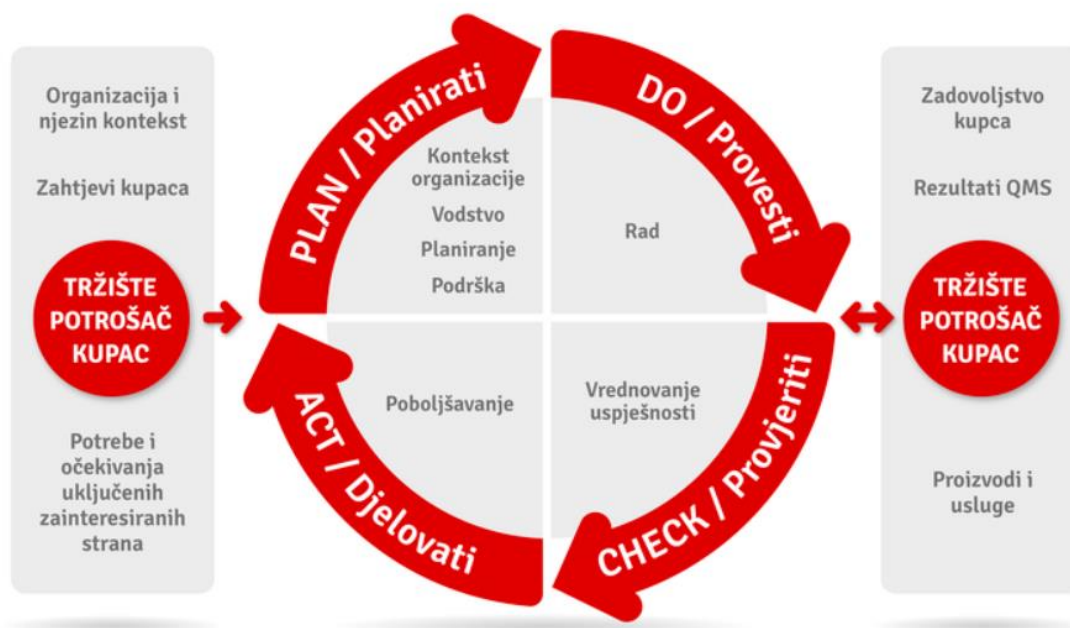 Organizacija i
njezin kontekst
Zahtjevi kupaca
TRŽIŠTE
POTROŠAČ
KUPAC
Potrebe i
očekivanja
uključenih
zainteresiranih
strana
PLAN / Planirati
Kontekst
organizacije
Vodstvo
Planiranje
Podrška
DO / Provesti
Rad
CHECK / Provjeriti
Vrednovanje
uspješnosti
ACT / Djelovati
Poboljšavanje
Zadovoljstvo
kupca
Rezultati QMS
TRŽIŠTE
POTROŠAČ
KUPAC
Proizvodi i
usluge